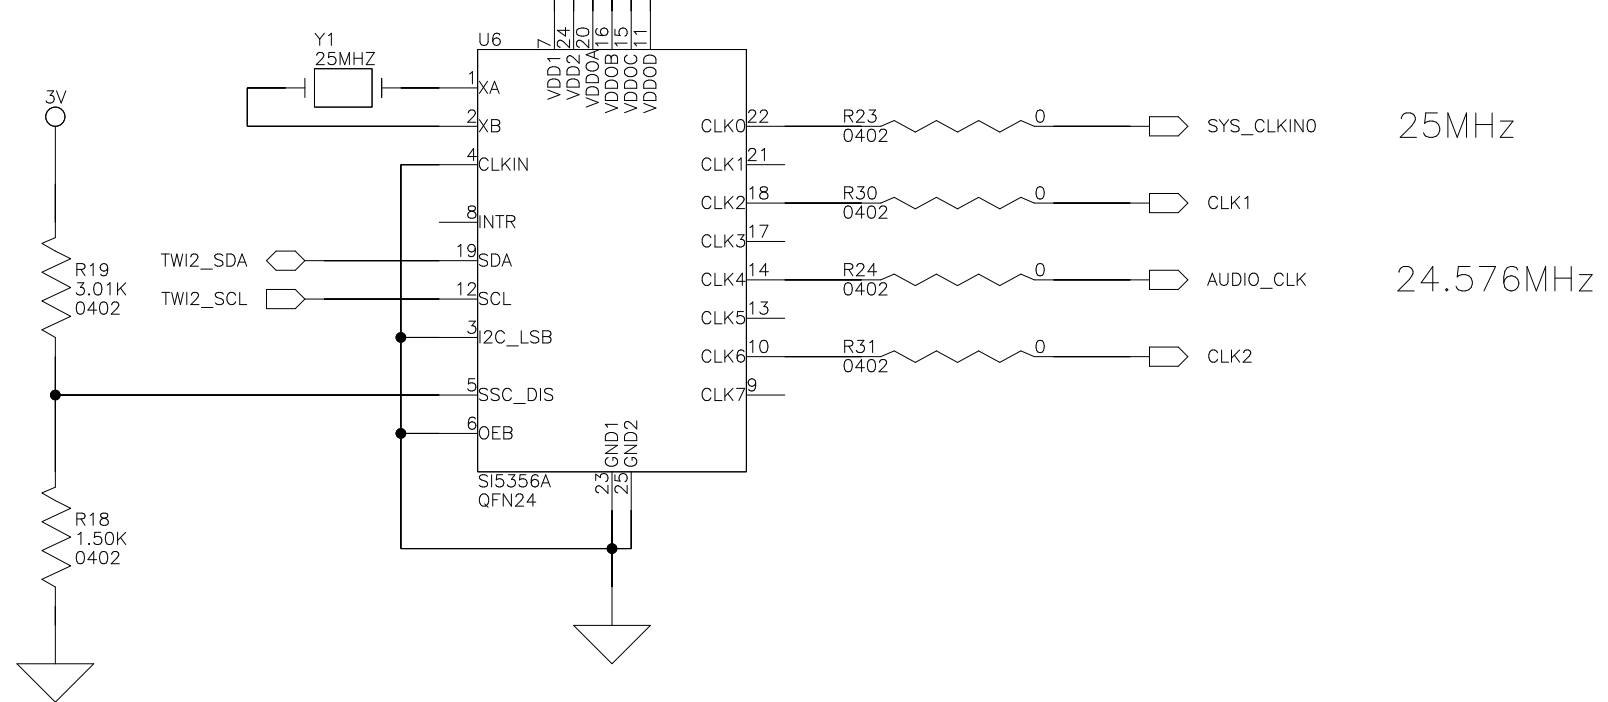 7
24
20
16
15
11
VDD1
VDD2
VDDOA
VDDOB
VDDOC
VDDOD
Y1
25MHZ
U6
3V
1
XA
2
XB
4
CLKIN
8
INTR
TWI2_SDA
19
SDA
TWI2_SCL
12
SCL
3
I2C_LSB
5
SSC_DIS
6
OEB
R19
3.01K
0402
R18
1.50K
0402
CLK0
22
R23
0402
0
SYS_CLKIN0
25MHz
CLK1
21
CLK2
18
R30
0402
0
CLK1
CLK3
17
CLK4
14
R24
0402
0
AUDIO_CLK
24.576MHz
CLK5
13
CLK6
10
R31
0402
0
CLK2
CLK7
9
GND1
GND2
23
25
SI5356A
QFN24